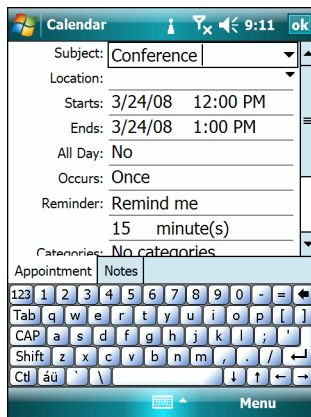 Calendar 9:11 ok
Subject: Conference
Location:
Starts: 3/24/08 12:00 PM
Ends: 3/24/08 1:00 PM
All Day: No
Occurs: Once
Reminder: Remind me
15 minute(s)
Categories: No categories
Appointment Notes
123 1 2 3 4 5 6 7 8 9 0 - =
Tab q w e r t y u i o p [ ]
CAP a s d f g h j k l ; '
Shift z x c v b n m , . /
Ctl áü ` \
Menu